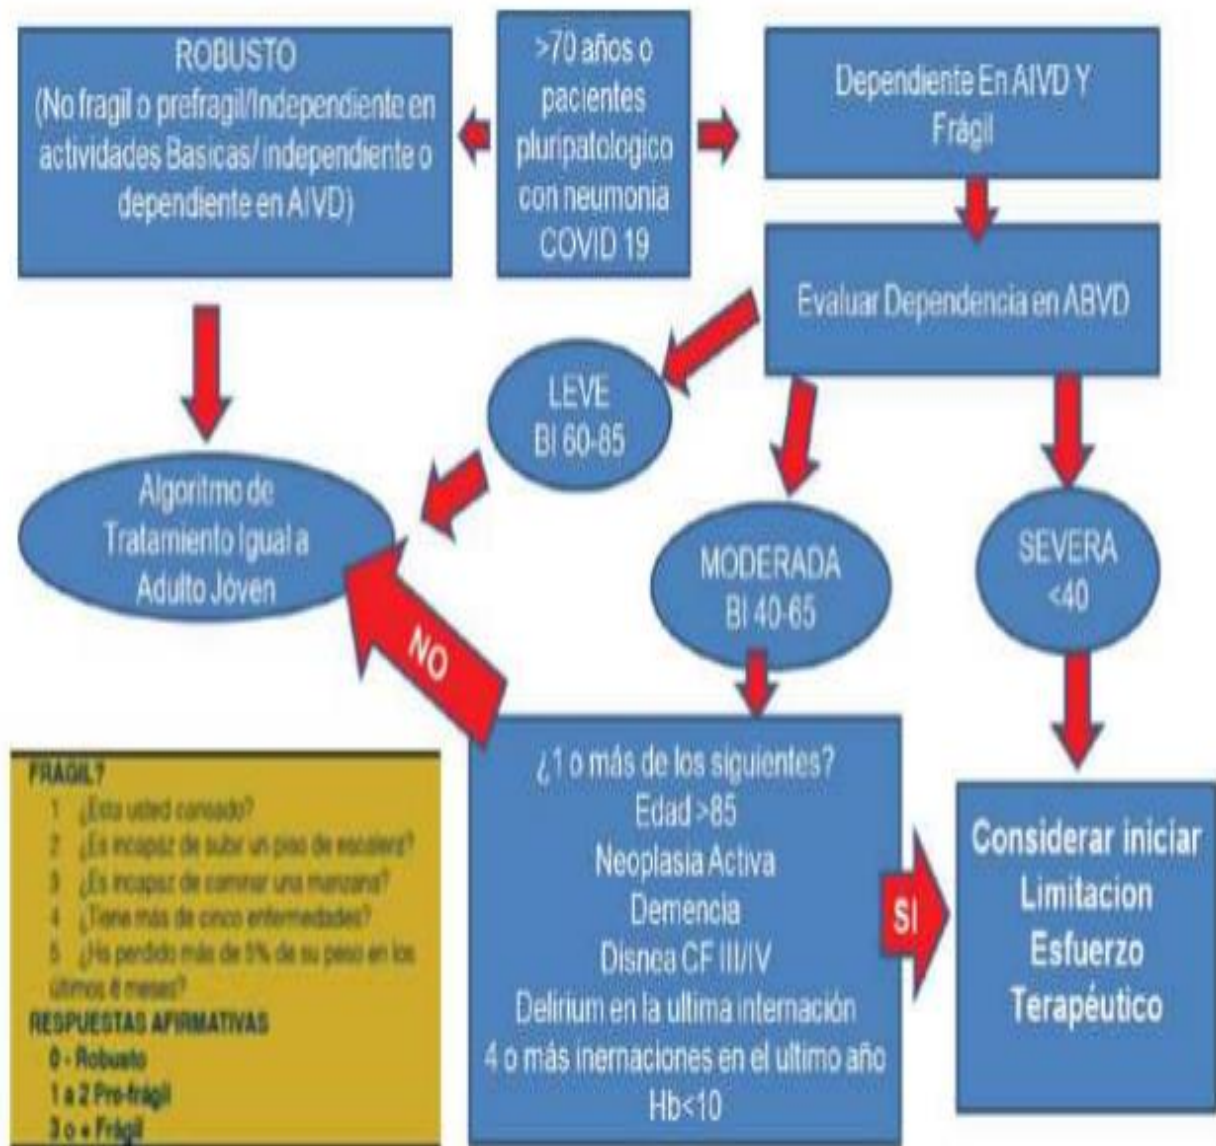 ROBUSTO
(No fragil o prefragil/Independiente en
actividades Basicas/ independiente o
dependiente en AIVD)
>70 años o
pacientes
pluripatologico
con neumonia
COVID 19
Dependiente En AIVD Y
Frágil
Evaluar Dependencia en ABVD
LEVE
BI 60-85
Algoritmo de
Tratamiento Igual a
Adulto Jóven
MODERADA
BI 40-65
SEVERA
<40
NO
¿1 o más de los siguientes?
Edad >85
Neoplasia Activa
Demencia
Disnea CF III/IV
Delirium en la ultima internación
4 o más inernaciones en el ultimo año
Hb<10
SI
Considerar iniciar
Limitacion
Esfuerzo
Terapéutico
FRAGIL?
1 ¿Esta usted cansado?
2 ¿Es incapaz de subir un piso de escalera?
3 ¿Es incapaz de caminar una manzana?
4 ¿Tiene más de cinco enfermedades?
5 ¿Ha perdido más de 5% de su peso en los
últimos 6 meses?
RESPUESTAS AFIRMATIVAS
0 - Robusto
1 a 2 Pre-frágil
3 o + Frágil